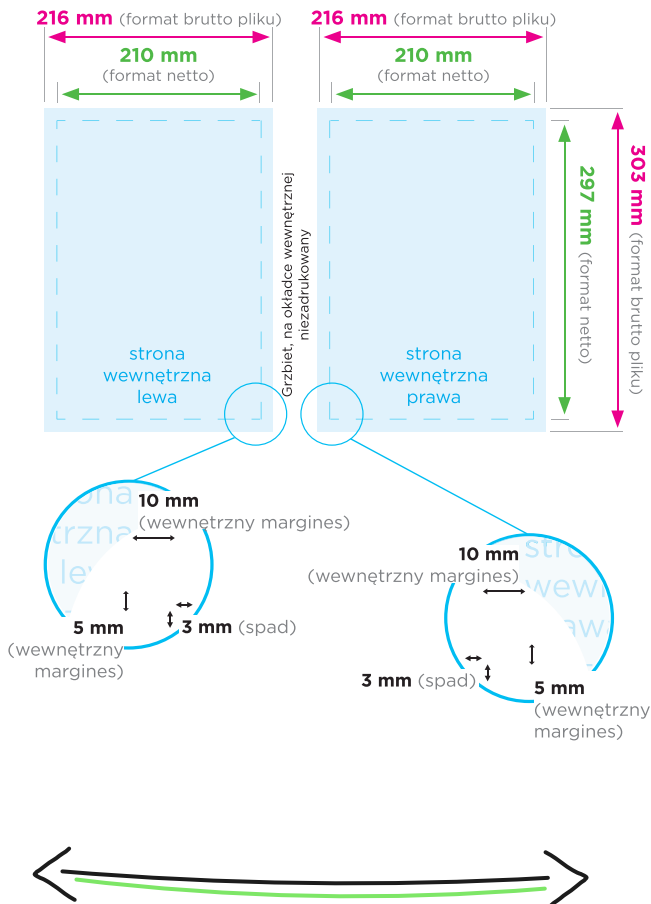 216 mm (format brutto pliku)
216 mm (format brutto pliku)
210 mm
(format netto)
210 mm
(format netto)
303 mm (format brutto pliku)
297 mm (format netto)
Grzbiet, na okładce wewnętrznej
niezadrukowany
strona
wewnętrzna
lewa
strona
wewnętrzna
prawa
10 mm
(wewnętrzny margines)
5 mm
(wewnętrzny
margines)
3 mm (spad)
10 mm
(wewnętrzny margines)
3 mm (spad)
5 mm
(wewnętrzny
margines)